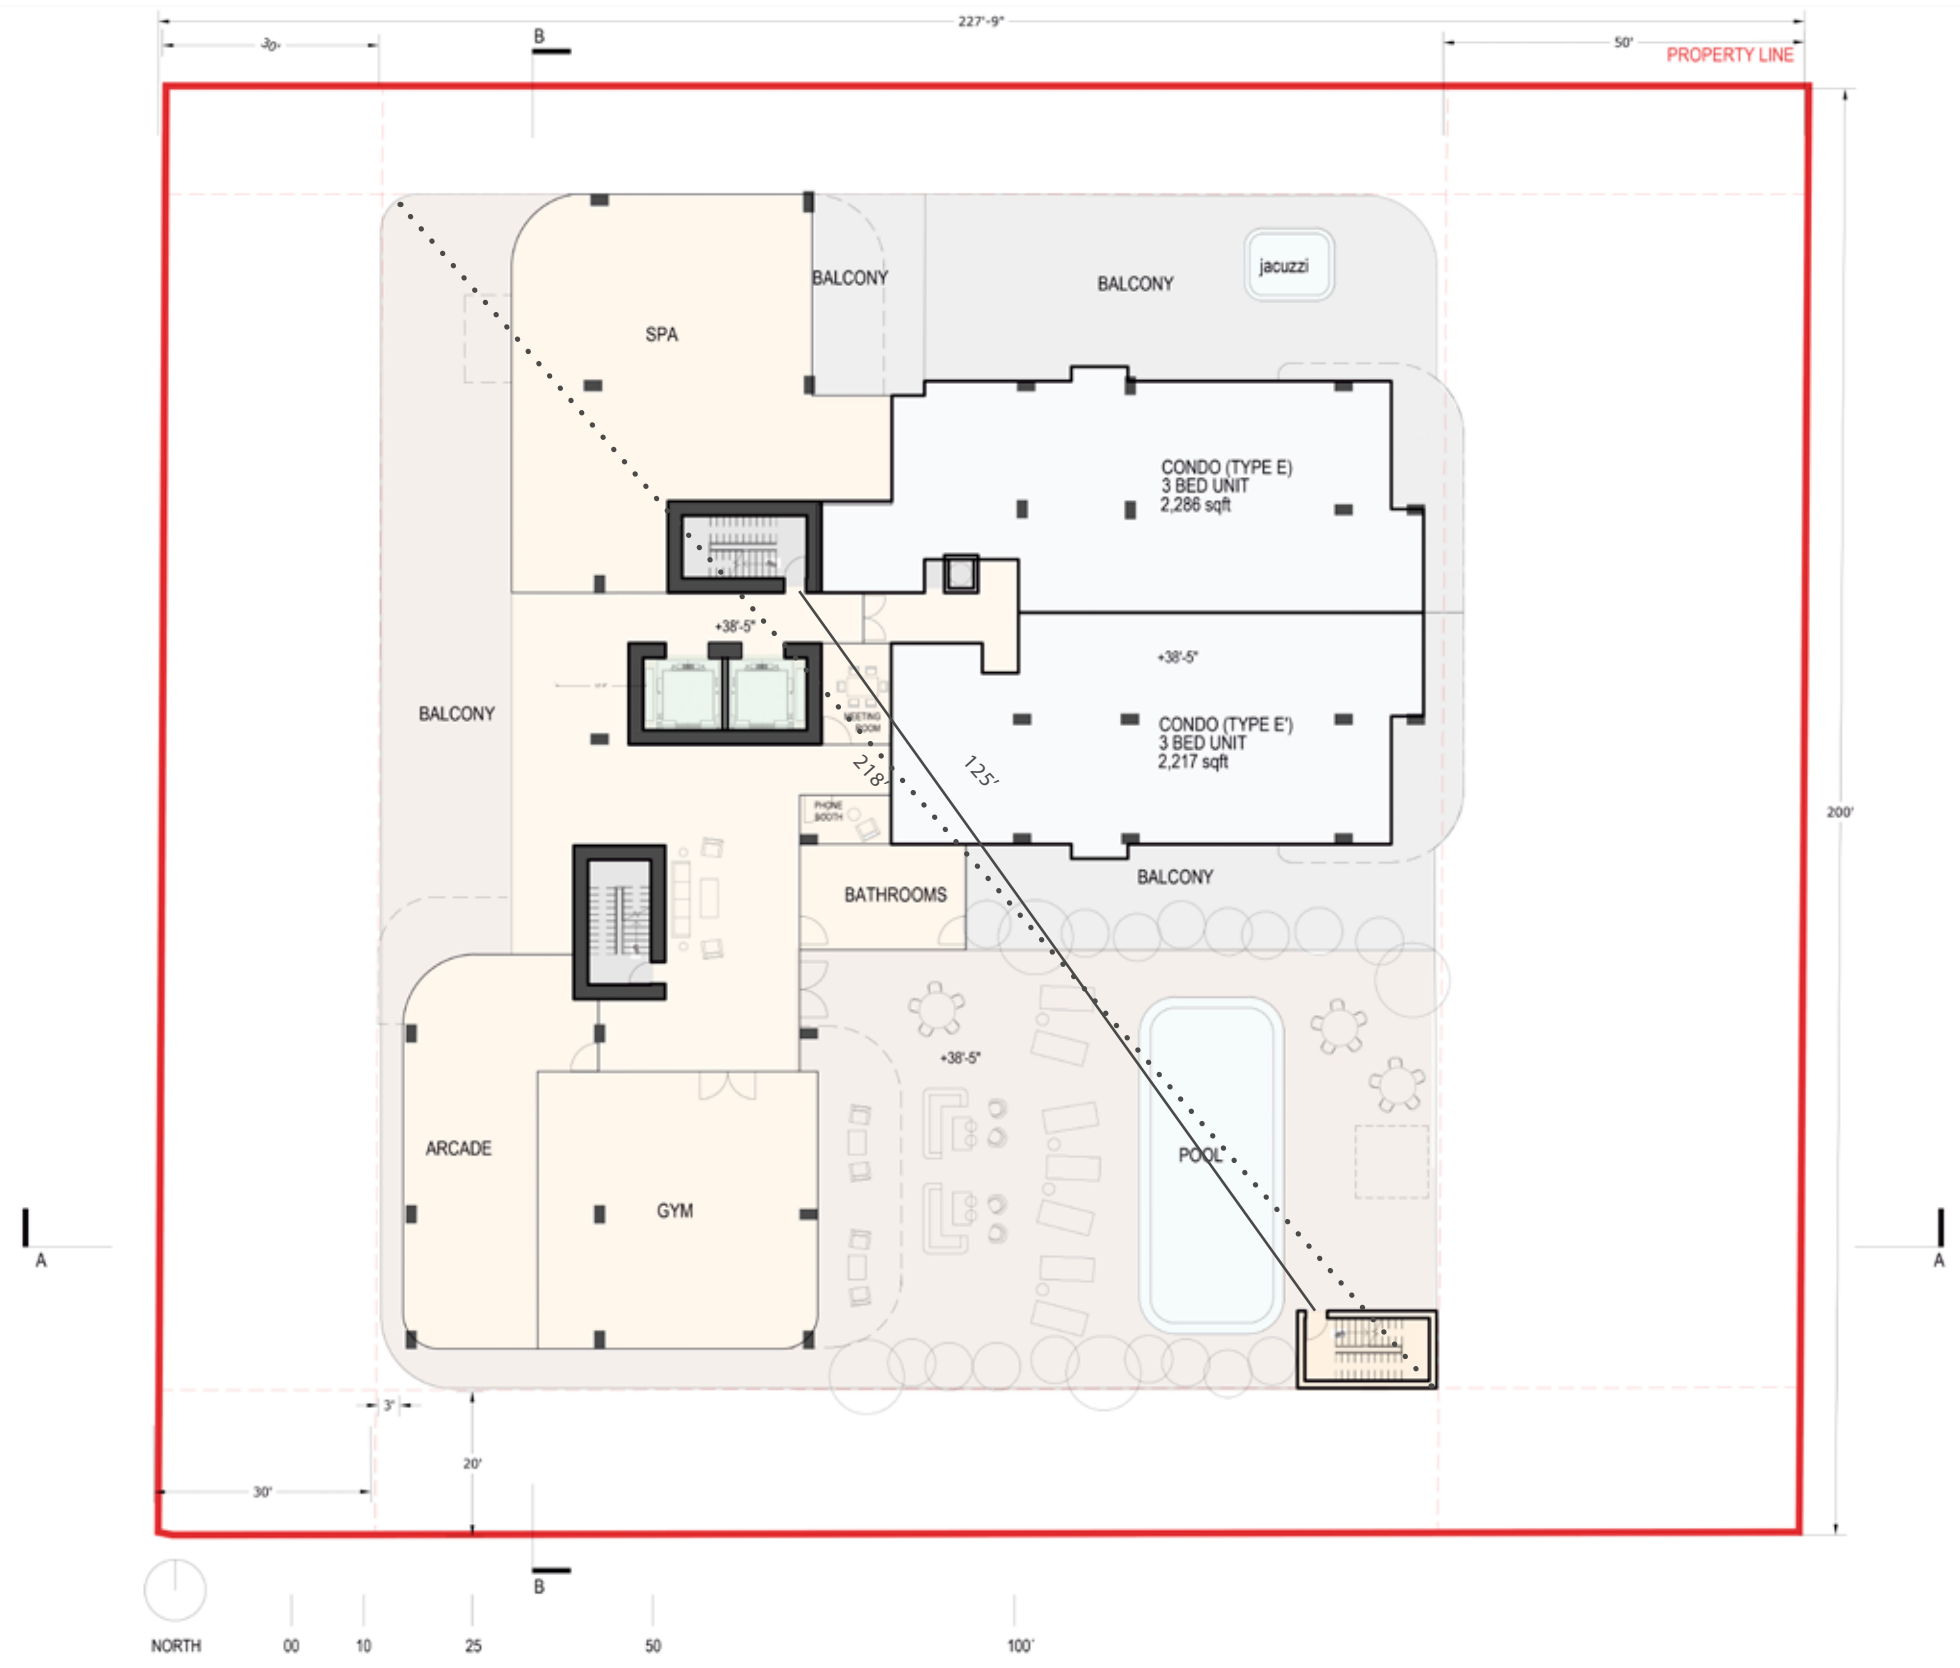 227'-9"
30'
B
50'
PROPERTY LINE
BALCONY
BALCONY
jacuzzi
SPA
CONDO (TYPE E)
3 BED UNIT
2,286 sqft
+38'-5"
+38'-5"
BALCONY
MEETING
ROOM
CONDO (TYPE E')
3 BED UNIT
2,217 sqft
218'
125'
PHONE
BOOTH
200'
BATHROOMS
BALCONY
+38'-5"
ARCADE
POOL
GYM
A
A
3"
20'
30'
B
NORTH
00
10
25
50
100'